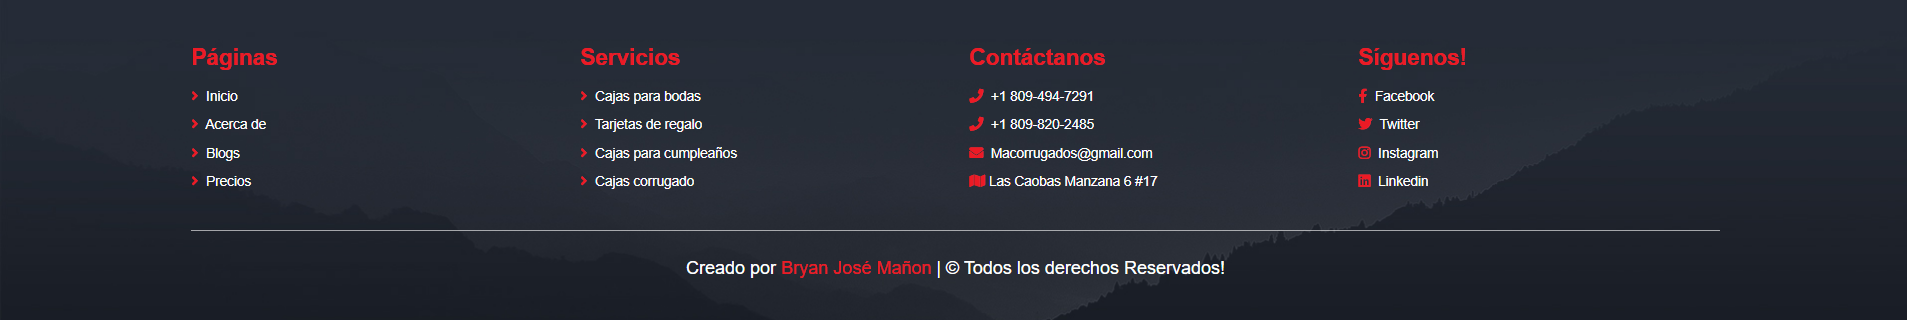 Páginas
Inicio
Acerca de
Blogs
Precios
Servicios
Cajas para bodas
Tarjetas de regalo
Cajas para cumpleaños
Cajas corrugado
Contáctanos
+1 809-494-7291
+1 809-820-2485
Macorrugados@gmail.com
Las Caobas Manzana 6 #17
Síguenos!
Facebook
Twitter
Instagram
Linkedin
Creado por Bryan José Mañon | © Todos los derechos Reservados!